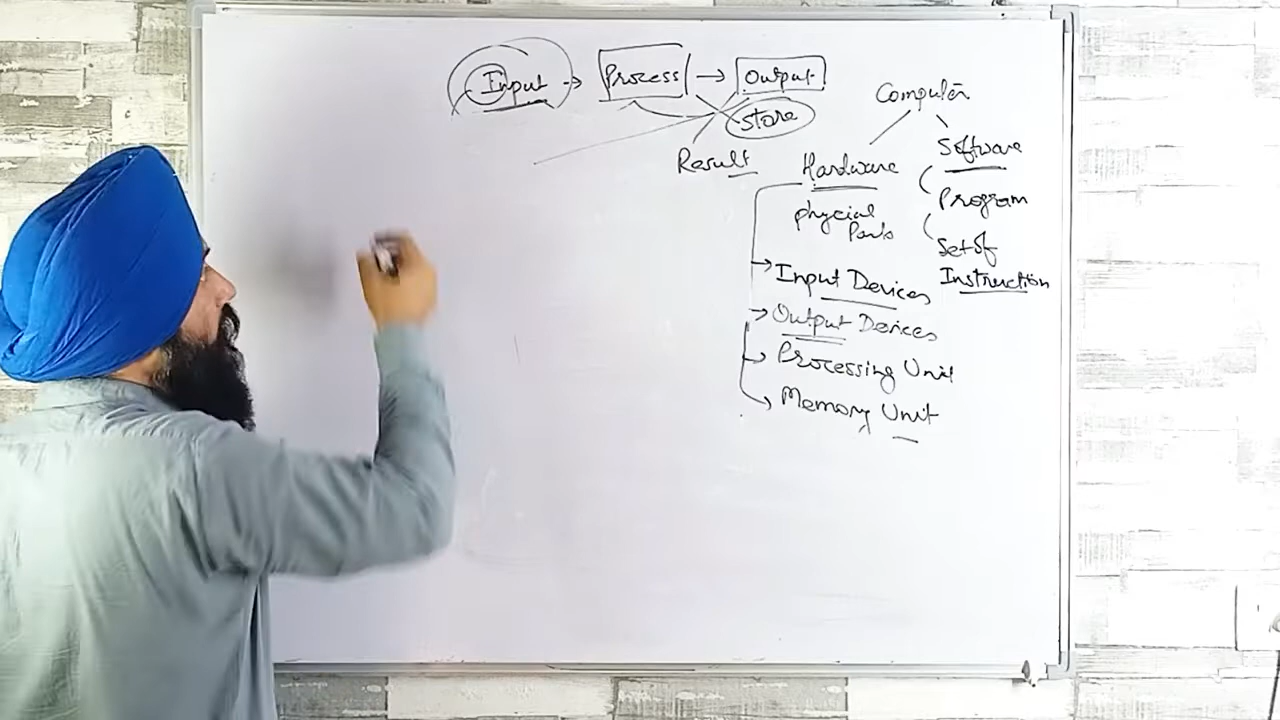 Input → Process → Output
store
Result
Computer
Hardware
Software
phycial
Parts
Program
Set of
Instruction
→ Input Devices
→ Output Devices
→ Processing Unit
→ Memory Unit